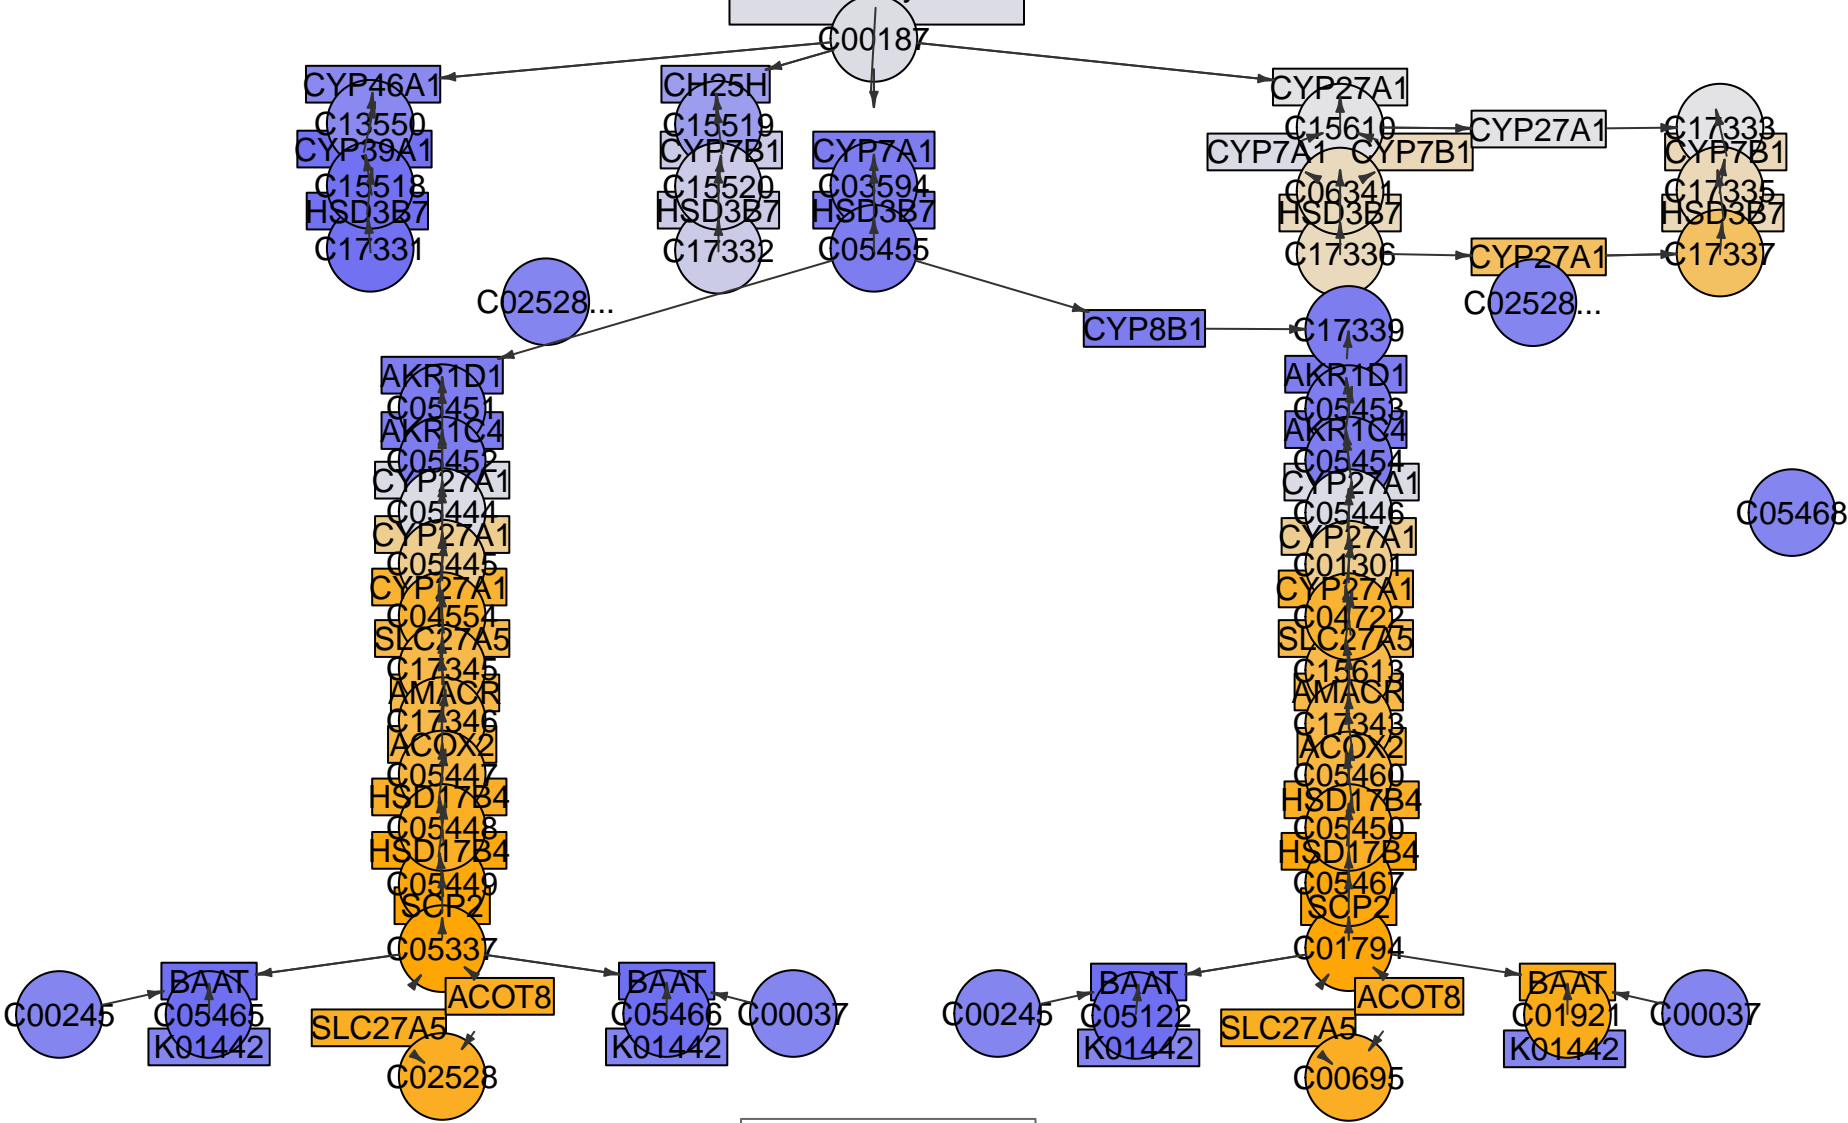 C00187
CYP46A1
CH25H
CYP27A1
C13550
C15519
C15610
CYP27A1
C17333
CYP39A1
CYP7B1
CYP7A1
CYP7A1
CYP7B1
CYP7B1
C15518
C15520
C03594
C06341
C17335
HSD3B7
HSD3B7
HSD3B7
HSD3B7
HSD3B7
C17331
C17332
C05455
C17336
CYP27A1
C17337
C02528...
C02528...
CYP8B1
C17339
AKR1D1
AKR1D1
C05451
C05453
AKR1C4
AKR1C4
C05452
C05454
CYP27A1
CYP27A1
C05444
C05446
C05468
CYP27A1
CYP27A1
C05445
C01301
CYP27A1
CYP27A1
C04554
C04722
SLC27A5
SLC27A5
C17345
C15613
AMACR
AMACR
C17346
C17343
ACOX2
ACOX2
C05447
C05460
HSD17B4
HSD17B4
C05448
C05450
HSD17B4
HSD17B4
C05449
C05467
SCP2
SCP2
C05337
C01794
BAAT
BAAT
BAAT
BAAT
ACOT8
ACOT8
C00245
C05465
C05466
C00037
C00245
C05122
C01921
C00037
SLC27A5
SLC27A5
K01442
K01442
K01442
K01442
C02528
C00695